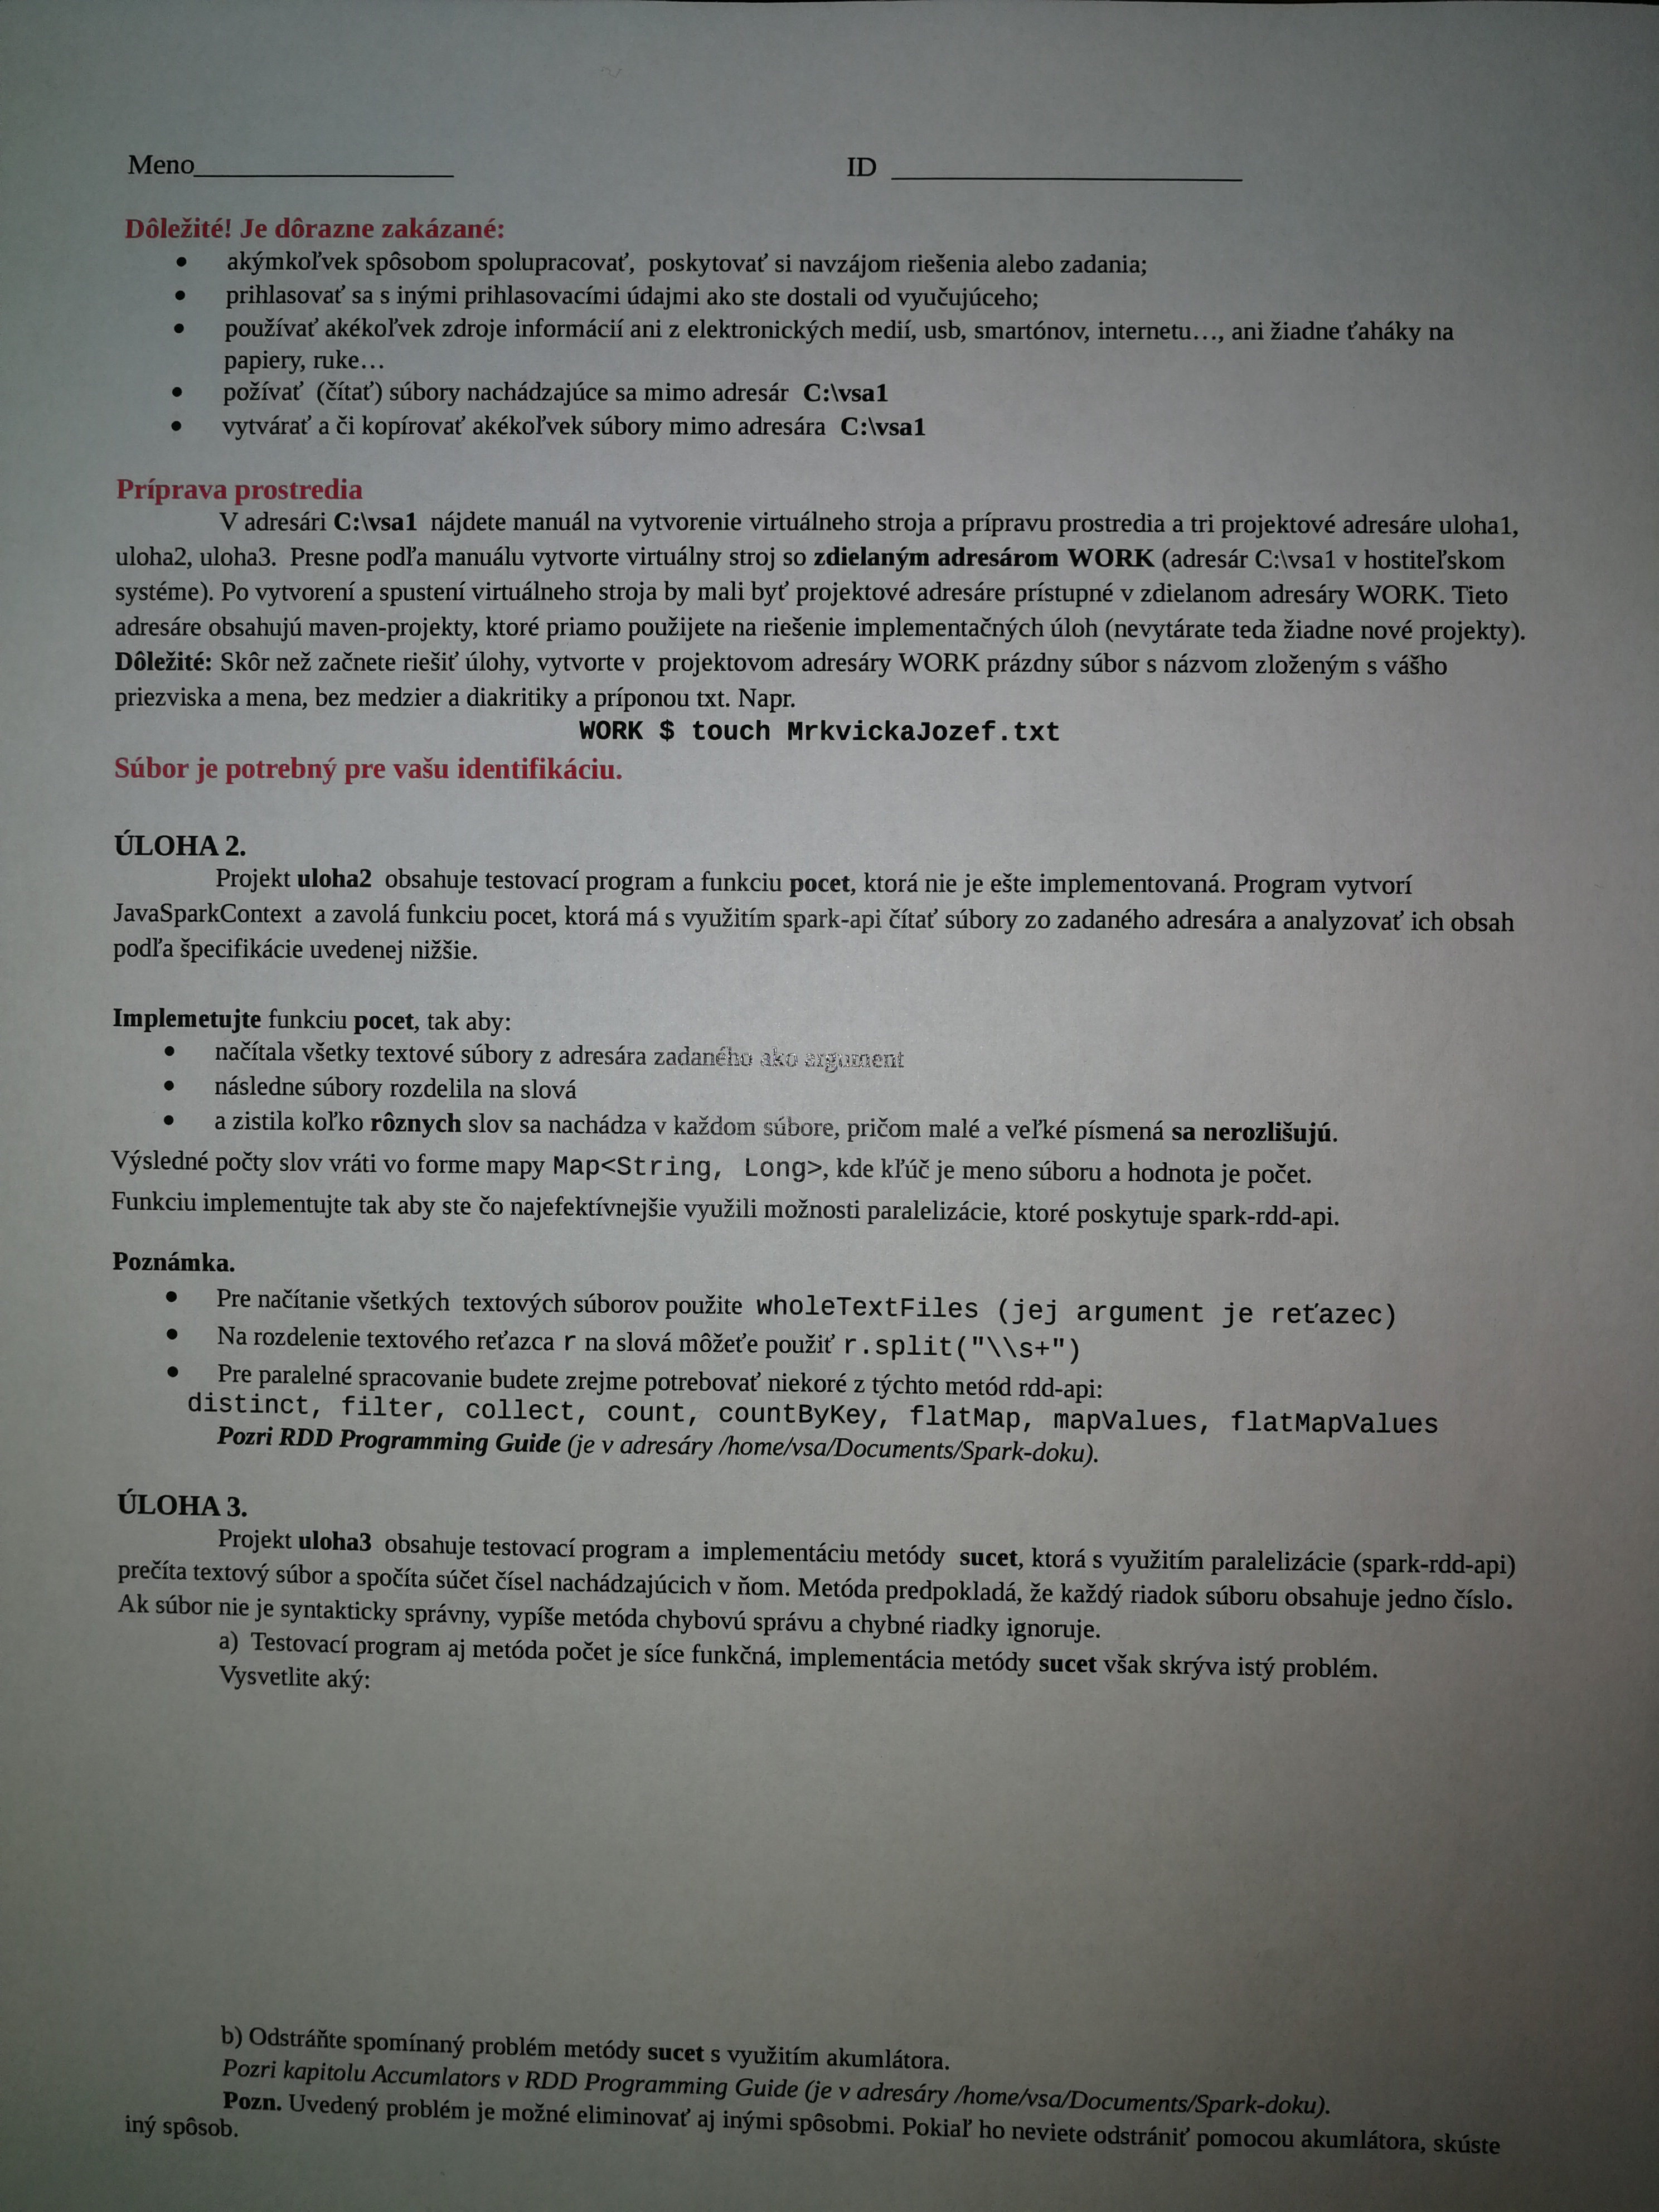 Meno____________________ ID ___________________________
Dôležité! Je dôrazne zakázané:
• akýmkoľvek spôsobom spolupracovať, poskytovať si navzájom riešenia alebo zadania;
• prihlasovať sa s inými prihlasovacími údajmi ako ste dostali od vyučujúceho;
• používať akékoľvek zdroje informácií ani z elektronických medií, usb, smartónov, internetu…, ani žiadne ťaháky na
papiery, ruke…
• požívať (čítať) súbory nachádzajúce sa mimo adresár C:\vsa1
• vytvárať a či kopírovať akékoľvek súbory mimo adresára C:\vsa1
Príprava prostredia
V adresári C:\vsa1 nájdete manuál na vytvorenie virtuálneho stroja a prípravu prostredia a tri projektové adresáre uloha1,
uloha2, uloha3. Presne podľa manuálu vytvorte virtuálny stroj so zdielaným adresárom WORK (adresár C:\vsa1 v hostiteľskom
systéme). Po vytvorení a spustení virtuálneho stroja by mali byť projektové adresáre prístupné v zdielanom adresáry WORK. Tieto
adresáre obsahujú maven-projekty, ktoré priamo použijete na riešenie implementačných úloh (nevytárate teda žiadne nové projekty).
Dôležité: Skôr než začnete riešiť úlohy, vytvorte v projektovom adresáry WORK prázdny súbor s názvom zloženým s vášho
priezviska a mena, bez medzier a diakritiky a príponou txt. Napr.
WORK $ touch MrkvickaJozef.txt
Súbor je potrebný pre vašu identifikáciu.
ÚLOHA 2.
Projekt uloha2 obsahuje testovací program a funkciu pocet, ktorá nie je ešte implementovaná. Program vytvorí
JavaSparkContext a zavolá funkciu pocet, ktorá má s využitím spark-api čítať súbory zo zadaného adresára a analyzovať ich obsah
podľa špecifikácie uvedenej nižšie.
Implemetujte funkciu pocet, tak aby:
• načítala všetky textové súbory z adresára zadaného ako argument
• následne súbory rozdelila na slová
• a zistila koľko rôznych slov sa nachádza v každom súbore, pričom malé a veľké písmená sa nerozlišujú.
Výsledné počty slov vráti vo forme mapy Map<String, Long>, kde kľúč je meno súboru a hodnota je počet.
Funkciu implementujte tak aby ste čo najefektívnejšie využili možnosti paralelizácie, ktoré poskytuje spark-rdd-api.
Poznámka.
• Pre načítanie všetkých textových súborov použite wholeTextFiles (jej argument je reťazec)
• Na rozdelenie textového reťazca r na slová môžeťe použiť r.split("\\s+")
• Pre paralelné spracovanie budete zrejme potrebovať niekoré z týchto metód rdd-api:
distinct, filter, collect, count, countByKey, flatMap, mapValues, flatMapValues
Pozri RDD Programming Guide (je v adresáry /home/vsa/Documents/Spark-doku).
ÚLOHA 3.
Projekt uloha3 obsahuje testovací program a implementáciu metódy sucet, ktorá s využitím paralelizácie (spark-rdd-api)
prečíta textový súbor a spočíta súčet čísel nachádzajúcich v ňom. Metóda predpokladá, že každý riadok súboru obsahuje jedno číslo.
Ak súbor nie je syntakticky správny, vypíše metóda chybovú správu a chybné riadky ignoruje.
a) Testovací program aj metóda počet je síce funkčná, implementácia metódy sucet však skrýva istý problém.
Vysvetlite aký:
b) Odstráňte spomínaný problém metódy sucet s využitím akumlátora.
Pozri kapitolu Accumlators v RDD Programming Guide (je v adresáry /home/vsa/Documents/Spark-doku).
Pozn. Uvedený problém je možné eliminovať aj inými spôsobmi. Pokiaľ ho neviete odstrániť pomocou akumlátora, skúste
iný spôsob.